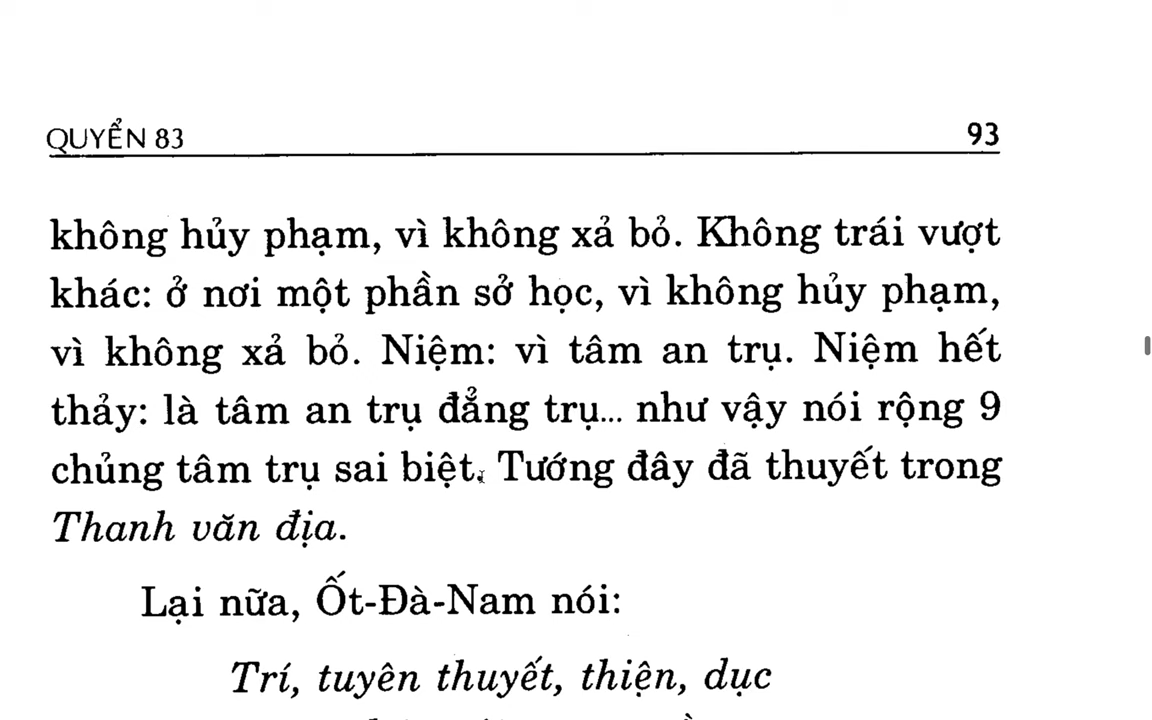 QUYỂN 83 93
không hủy phạm, vì không xả bỏ. Không trái vượt
khác: ở nơi một phần sở học, vì không hủy phạm,
vì không xả bỏ. Niệm: vì tâm an trụ. Niệm hết
thảy: là tâm an trụ đẳng trụ... như vậy nói rộng 9
chủng tâm trụ sai biệt. Tướng đây đã thuyết trong
Thanh văn địa.
Lại nữa, Ốt-Đà-Nam nói:
Trí, tuyên thuyết, thiện, dục